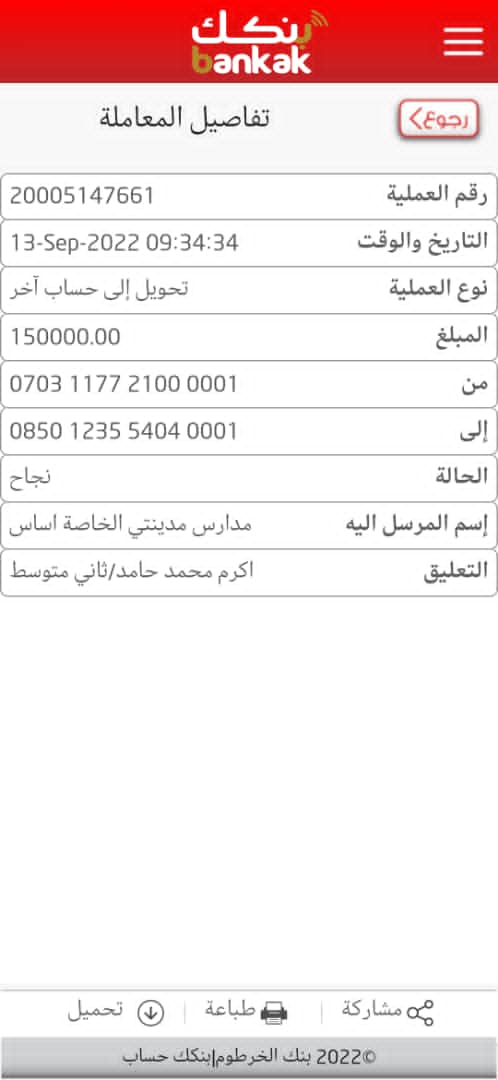 بنكك
bankak
رجوع
تفاصيل المعاملة
رقم العملية 20005147661
التاريخ والوقت 13-Sep-2022 09:34:34
نوع العملية تحويل إلى حساب آخر
المبلغ 150000.00
من 0703 1177 2100 0001
إلى 0850 1235 5404 0001
الحالة نجاح
إسم المرسل اليه مدارس مدينتي الخاصة اساس
التعليق اكرم محمد حامد/ثاني متوسط
مشاركة | طباعة | تحميل
©2022 بنك الخرطوم|بنكك حساب